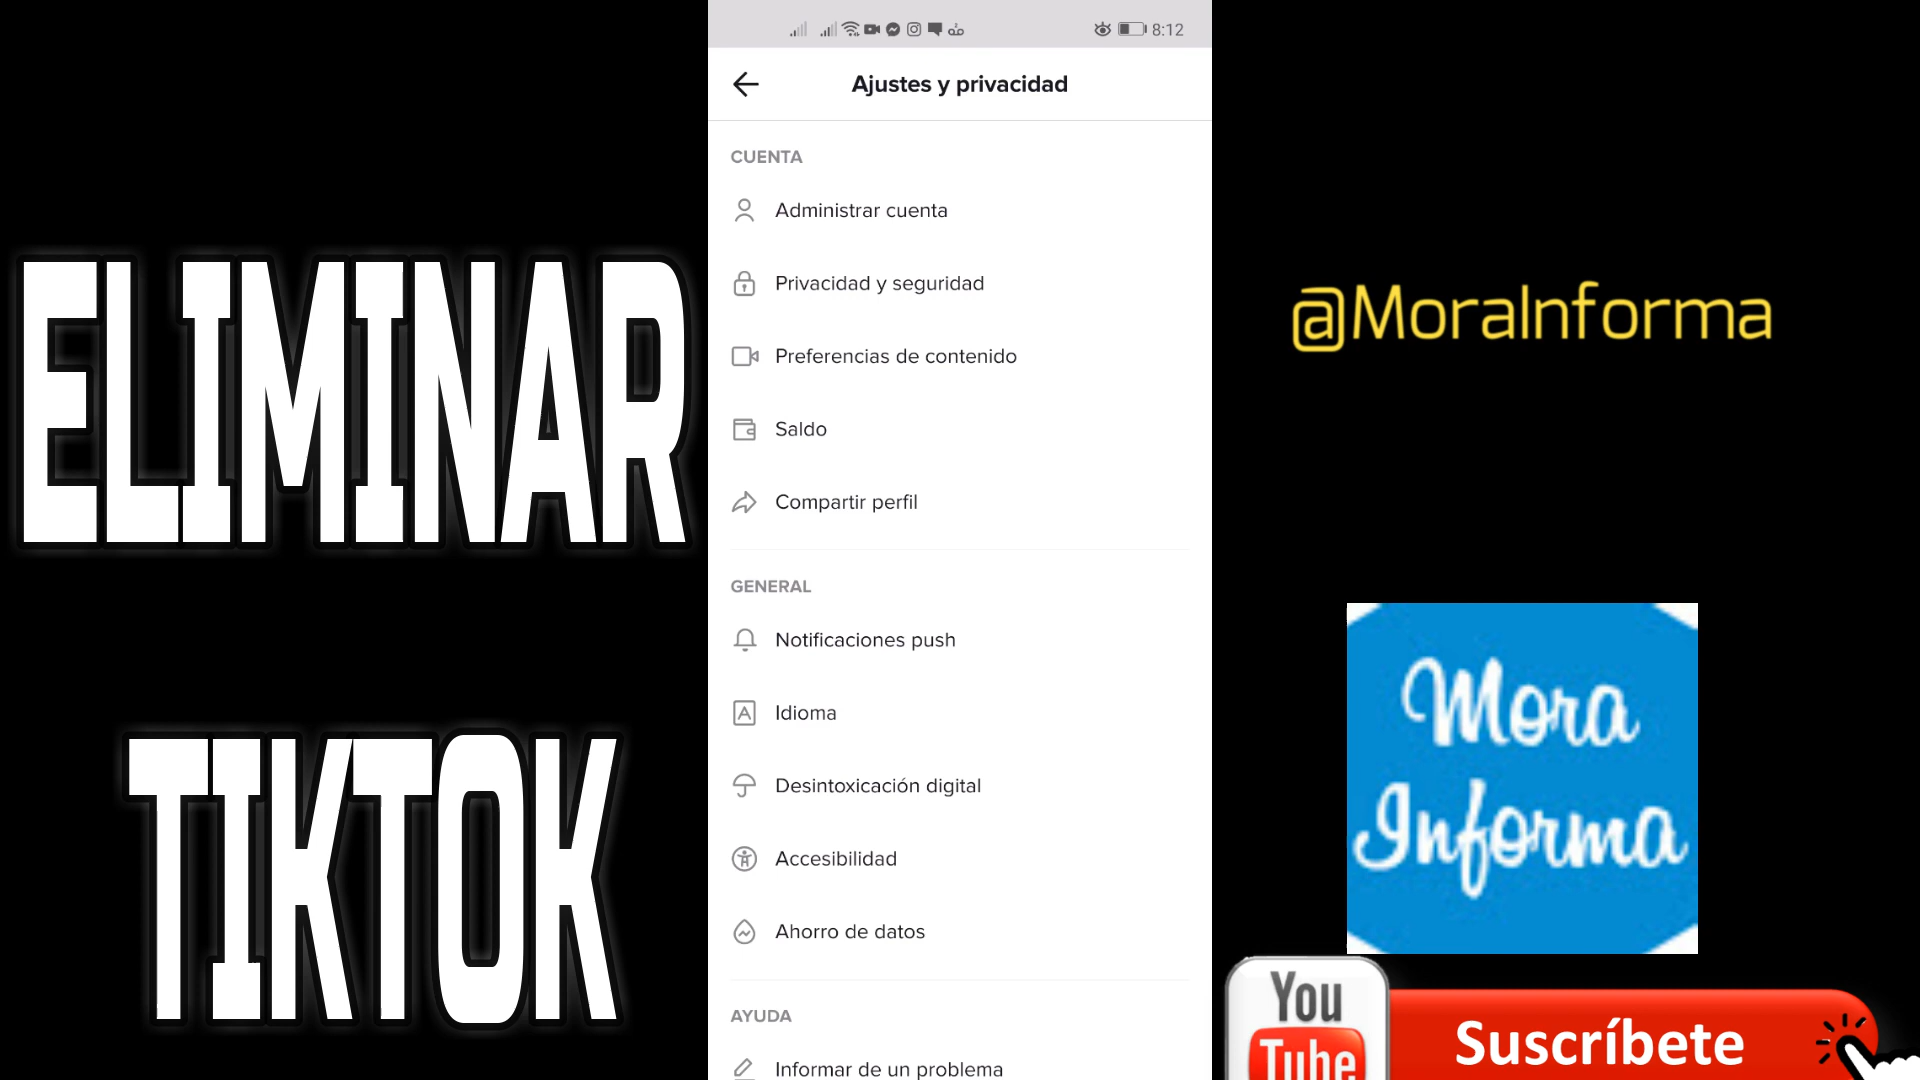 8:12
Ajustes y privacidad
CUENTA
Administrar cuenta
Privacidad y seguridad
Preferencias de contenido
Saldo
Compartir perfil
GENERAL
Notificaciones push
Idioma
Desintoxicación digital
Accesibilidad
Ahorro de datos
AYUDA
Informar de un problema
ELIMINAR
TIKTOK
@MoraInforma
Mora
Informa
You
Tube
Suscríbete